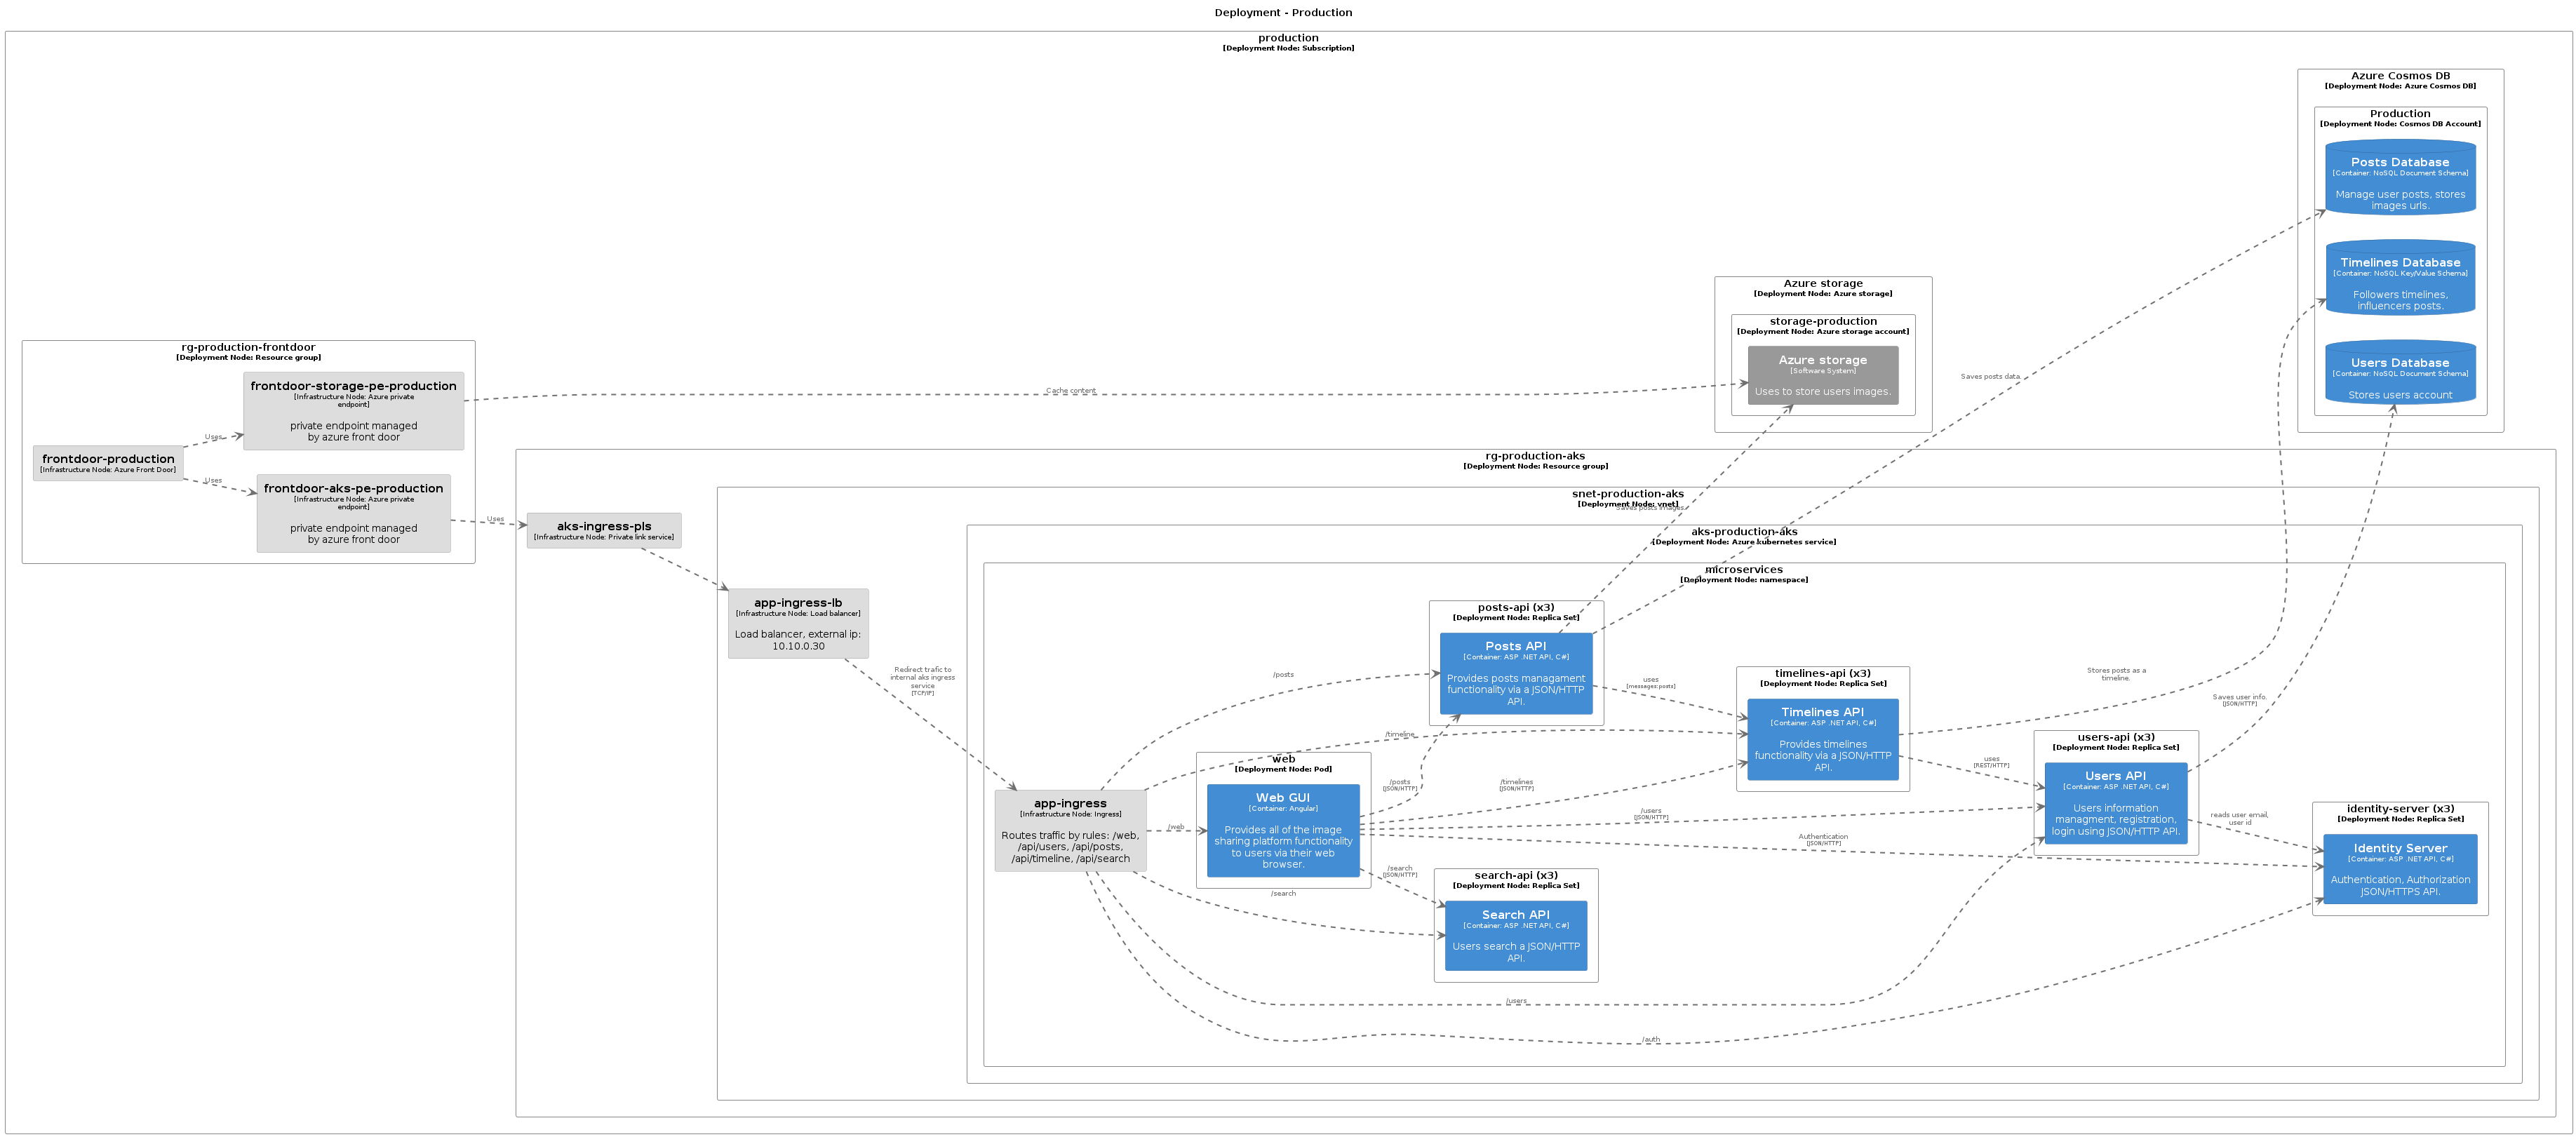 Deployment - Production
production
[Deployment Node: Subscription]
Azure Cosmos DB
[Deployment Node: Azure Cosmos DB]
Production
[Deployment Node: Cosmos DB Account]
Posts Database
[Container: NoSQL Document Schema]
Manage user posts, stores
images urls.
Timelines Database
[Container: NoSQL Key/Value Schema]
Followers timelines,
influencers posts.
Users Database
[Container: NoSQL Document Schema]
Stores users account
Azure storage
[Deployment Node: Azure storage]
storage-production
[Deployment Node: Azure storage account]
Azure storage
[Software System]
Uses to store users images.
Saves posts data.
rg-production-frontdoor
[Deployment Node: Resource group]
frontdoor-storage-pe-production
[Infrastructure Node: Azure private
endpoint]
private endpoint managed
by azure front door
Cache content
Uses
frontdoor-production
[Infrastructure Node: Azure Front Door]
Uses
frontdoor-aks-pe-production
[Infrastructure Node: Azure private
endpoint]
private endpoint managed
by azure front door
Uses
rg-production-aks
[Deployment Node: Resource group]
aks-ingress-pls
[Infrastructure Node: Private link service]
snet-production-aks
[Deployment Node: vnet]
Saves posts images.
aks-production-aks
[Deployment Node: Azure kubernetes service]
microservices
[Deployment Node: namespace]
app-ingress-lb
[Infrastructure Node: Load balancer]
Load balancer, external ip:
10.10.0.30
Redirect trafic to
internal aks ingress
service
[TCP/IP]
posts-api (x3)
[Deployment Node: Replica Set]
Posts API
[Container: ASP .NET API, C#]
Provides posts managament
functionality via a JSON/HTTP
API.
/posts
uses
[messages:posts]
timelines-api (x3)
[Deployment Node: Replica Set]
Timelines API
[Container: ASP .NET API, C#]
Provides timelines
functionality via a JSON/HTTP
API.
Stores posts as a
timeline.
Saves user info.
[JSON/HTTP]
/timeline
web
[Deployment Node: Pod]
Web GUI
[Container: Angular]
Provides all of the image
sharing platform functionality
to users via their web
browser.
/posts
[JSON/HTTP]
/timelines
[JSON/HTTP]
/users
[JSON/HTTP]
Authentication
[JSON/HTTP]
uses
[REST/HTTP]
users-api (x3)
[Deployment Node: Replica Set]
Users API
[Container: ASP .NET API, C#]
Users information
managment, registration,
login using JSON/HTTP API.
reads user email,
user id
identity-server (x3)
[Deployment Node: Replica Set]
Identity Server
[Container: ASP .NET API, C#]
Authentication, Authorization
JSON/HTTPS API.
app-ingress
[Infrastructure Node: Ingress]
Routes traffic by rules: /web,
/api/users, /api/posts,
/api/timeline, /api/search
/web
/search
[JSON/HTTP]
/search
search-api (x3)
[Deployment Node: Replica Set]
Search API
[Container: ASP .NET API, C#]
Users search a JSON/HTTP
API.
/users
/auth